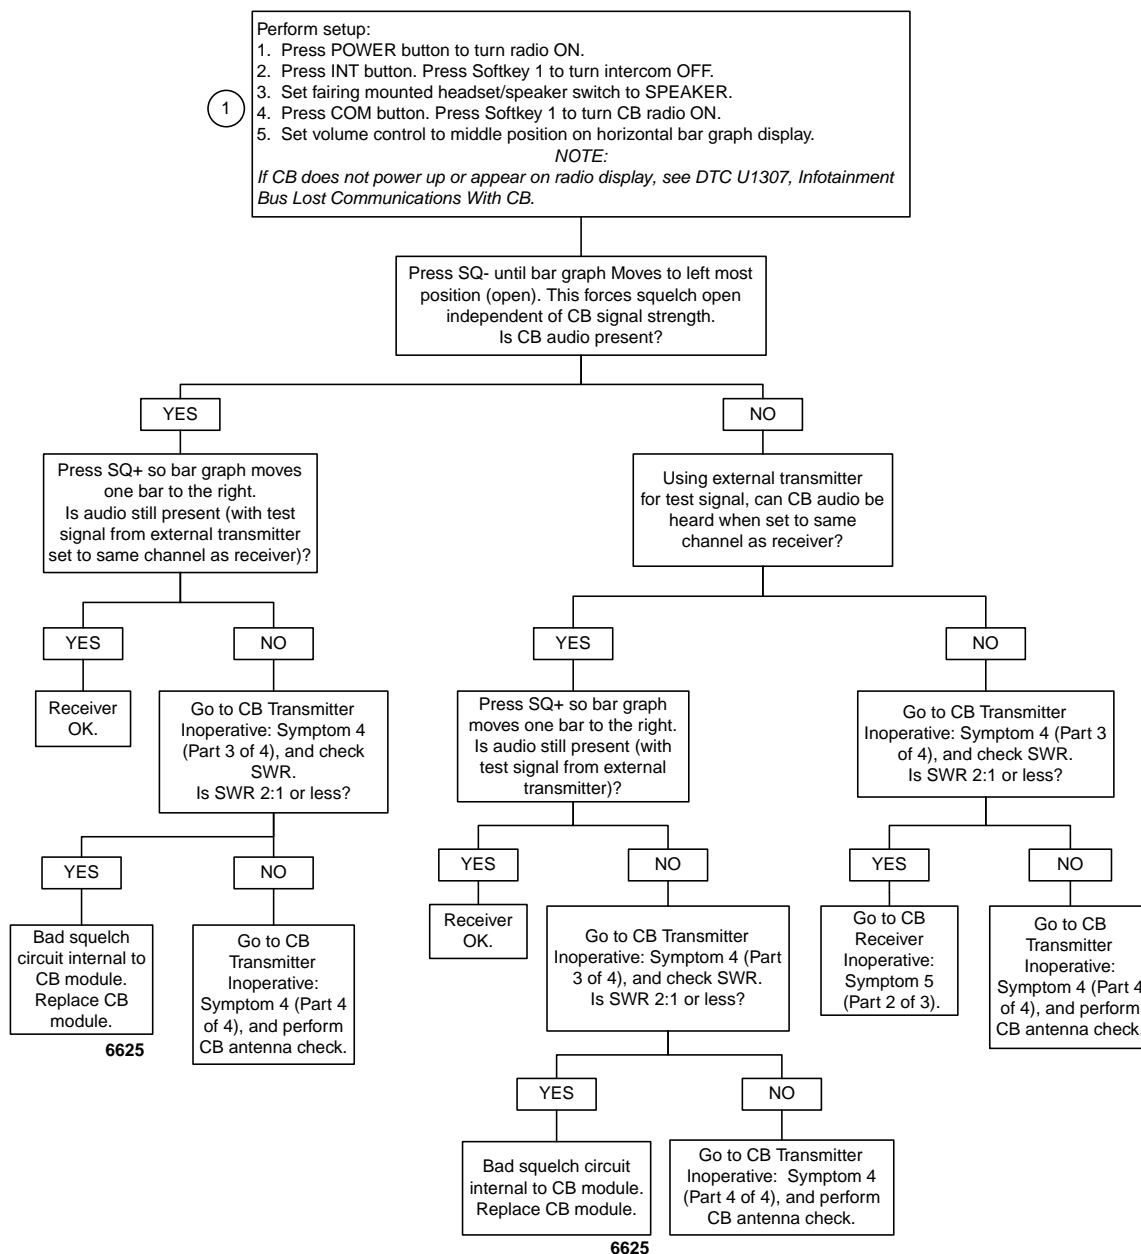 Perform setup:
1. Press POWER button to turn radio ON.
2. Press INT button. Press Softkey 1 to turn intercom OFF.
3. Set fairing mounted headset/speaker switch to SPEAKER.
4. Press COM button. Press Softkey 1 to turn CB radio ON.
5. Set volume control to middle position on horizontal bar graph display.
NOTE:
If CB does not power up or appear on radio display, see DTC U1307, Infotainment
Bus Lost Communications With CB.
1
Press SQ- until bar graph Moves to left most
position (open). This forces squelch open
independent of CB signal strength.
Is CB audio present?
YES
NO
Press SQ+ so bar graph moves
one bar to the right.
Is audio still present (with test
signal from external transmitter
set to same channel as receiver)?
Using external transmitter
for test signal, can CB audio be
heard when set to same
channel as receiver?
YES
NO
YES
NO
Receiver
OK.
Go to CB Transmitter
Inoperative: Symptom 4
(Part 3 of 4), and check
SWR.
Is SWR 2:1 or less?
Press SQ+ so bar graph
moves one bar to the right.
Is audio still present (with
test signal from external
transmitter)?
Go to CB Transmitter
Inoperative: Symptom 4 (Part 3
of 4), and check SWR.
Is SWR 2:1 or less?
YES
NO
YES
NO
YES
NO
Bad squelch
circuit internal to
CB module.
Replace CB
module.
6625
Go to CB
Transmitter
Inoperative:
Symptom 4 (Part 4
of 4), and perform
CB antenna check.
Receiver
OK.
Go to CB Transmitter
Inoperative: Symptom 4 (Part
3 of 4), and check SWR.
Is SWR 2:1 or less?
Go to CB
Receiver
Inoperative:
Symptom 5
(Part 2 of 3).
Go to CB
Transmitter
Inoperative:
Symptom 4 (Part 4
of 4), and perform
CB antenna check.
YES
NO
Bad squelch circuit
internal to CB module.
Replace CB module.
6625
Go to CB Transmitter
Inoperative: Symptom 4
(Part 4 of 4), and perform
CB antenna check.